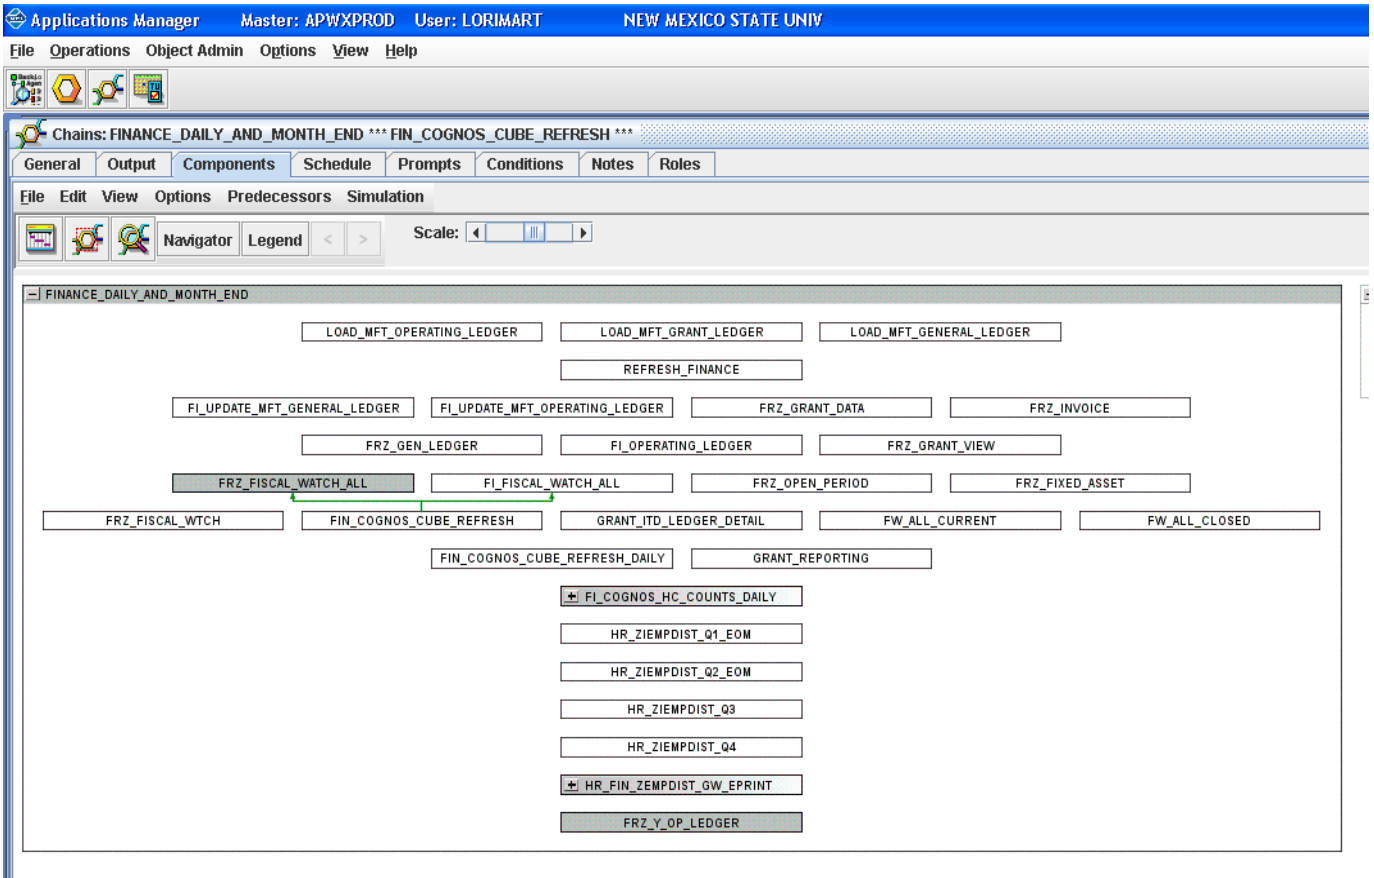 Applications Manager Master: APWXPROD User: LORIMART NEW MEXICO STATE UNIV
File Operations Object Admin Options View Help
Chains: FINANCE_DAILY_AND_MONTH_END *** FIN_COGNOS_CUBE_REFRESH ***
General Output Components Schedule Prompts Conditions Notes Roles
File Edit View Options Predecessors Simulation
Navigator Legend < > Scale:
FINANCE_DAILY_AND_MONTH_END
LOAD_MFT_OPERATING_LEDGER LOAD_MFT_GRANT_LEDGER LOAD_MFT_GENERAL_LEDGER
REFRESH_FINANCE
FI_UPDATE_MFT_GENERAL_LEDGER FI_UPDATE_MFT_OPERATING_LEDGER FRZ_GRANT_DATA FRZ_INVOICE
FRZ_GEN_LEDGER FI_OPERATING_LEDGER FRZ_GRANT_VIEW
FRZ_FISCAL_WATCH_ALL FI_FISCAL_WATCH_ALL FRZ_OPEN_PERIOD FRZ_FIXED_ASSET
FRZ_FISCAL_WTCH FIN_COGNOS_CUBE_REFRESH GRANT_ITD_LEDGER_DETAIL FW_ALL_CURRENT FW_ALL_CLOSED
FIN_COGNOS_CUBE_REFRESH_DAILY GRANT_REPORTING
FI_COGNOS_HC_COUNTS_DAILY
HR_ZIEMPDIST_Q1_EOM
HR_ZIEMPDIST_Q2_EOM
HR_ZIEMPDIST_Q3
HR_ZIEMPDIST_Q4
HR_FIN_ZEMPDIST_GW_EPRINT
FRZ_Y_OP_LEDGER